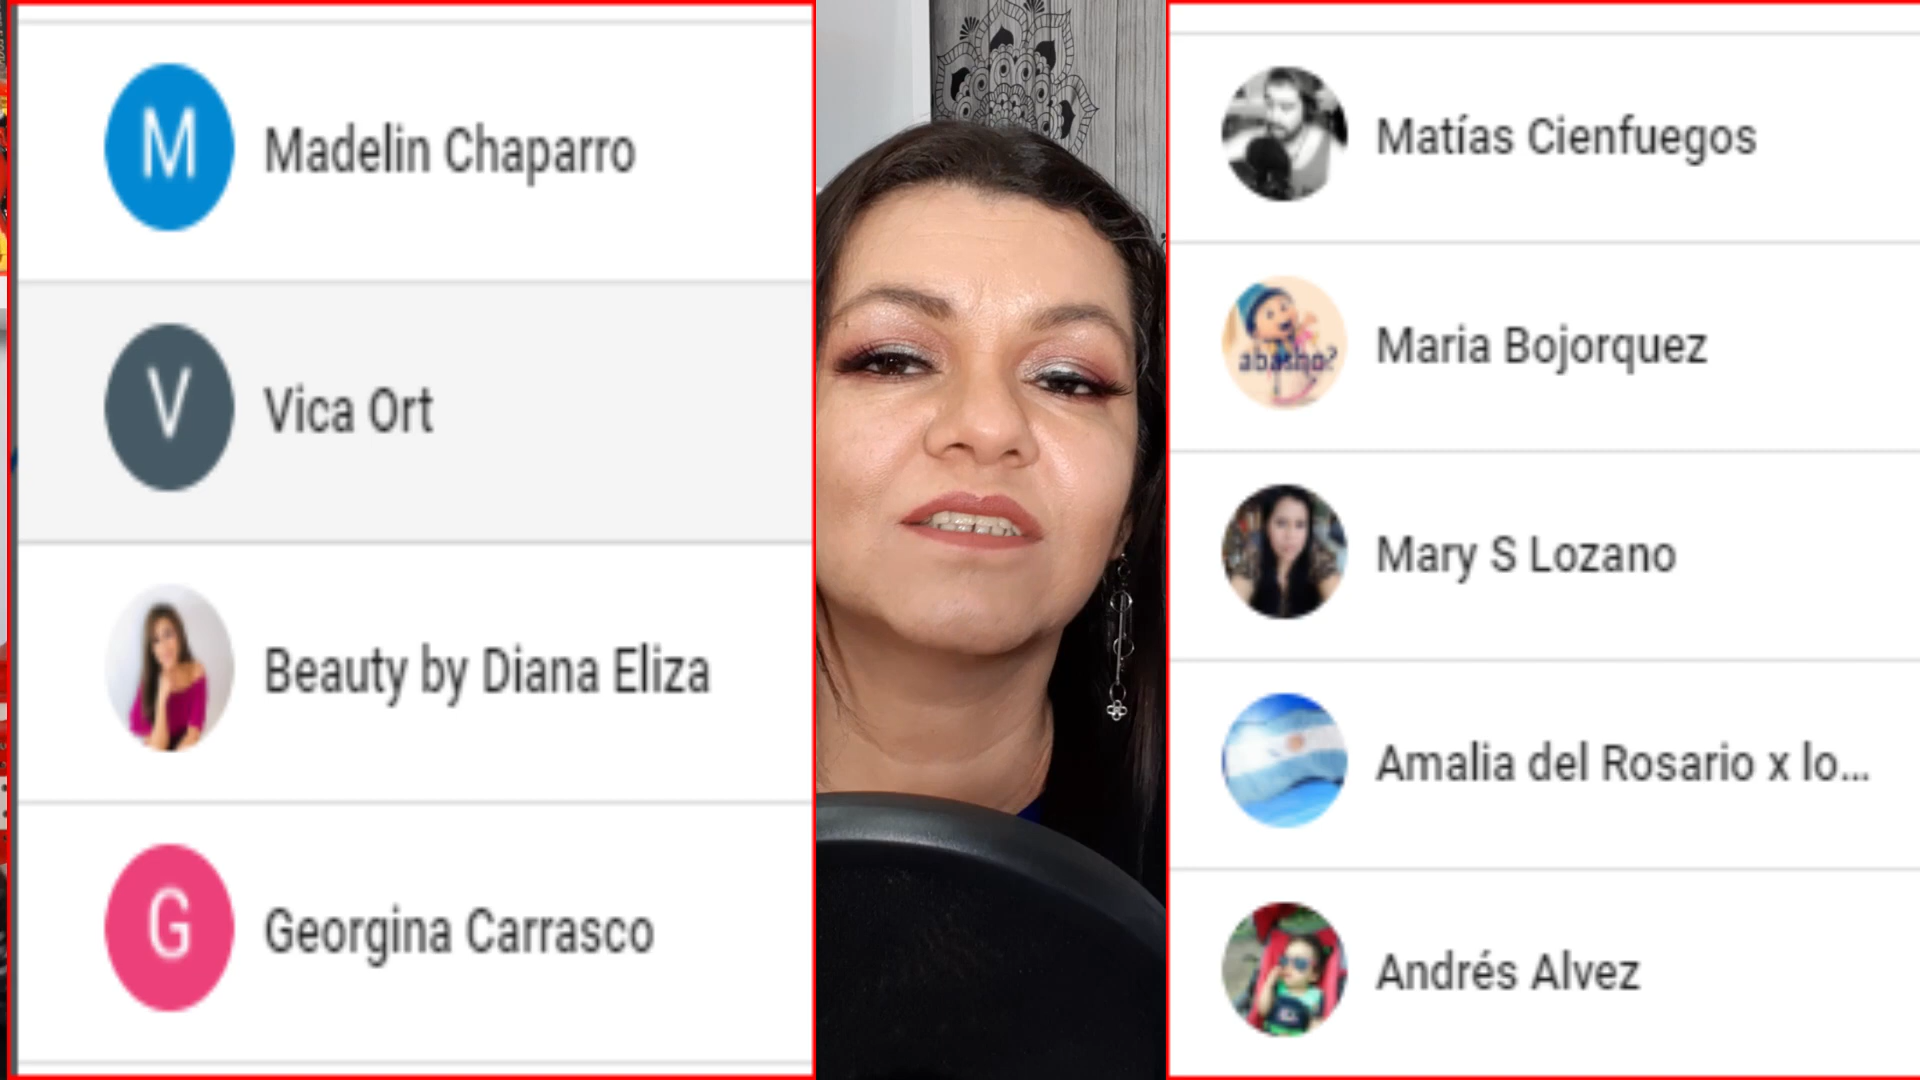 M
Madelin Chaparro
V
Vica Ort
Beauty by Diana Eliza
G
Georgina Carrasco
Matías Cienfuegos
abasho?
Maria Bojorquez
Mary S Lozano
Amalia del Rosario x lo...
Andrés Alvez